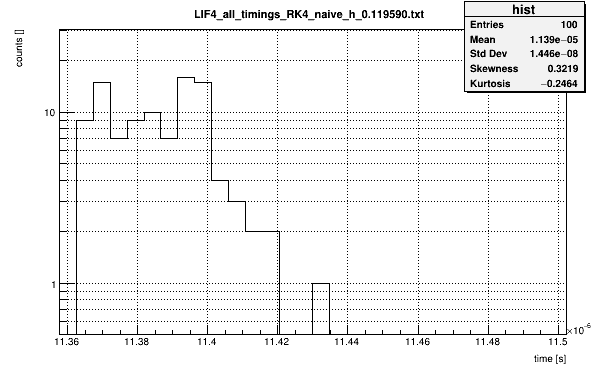 LIF4_all_timings_RK4_naive_h_0.119590.txt
hist
Entries 100
Mean 1.139e−05
Std Dev 1.446e−08
Skewness 0.3219
Kurtosis −0.2464
counts []
10
1
11.36 11.38 11.4 11.42 11.44 11.46 11.48 11.5
×10⁻⁶
time [s]